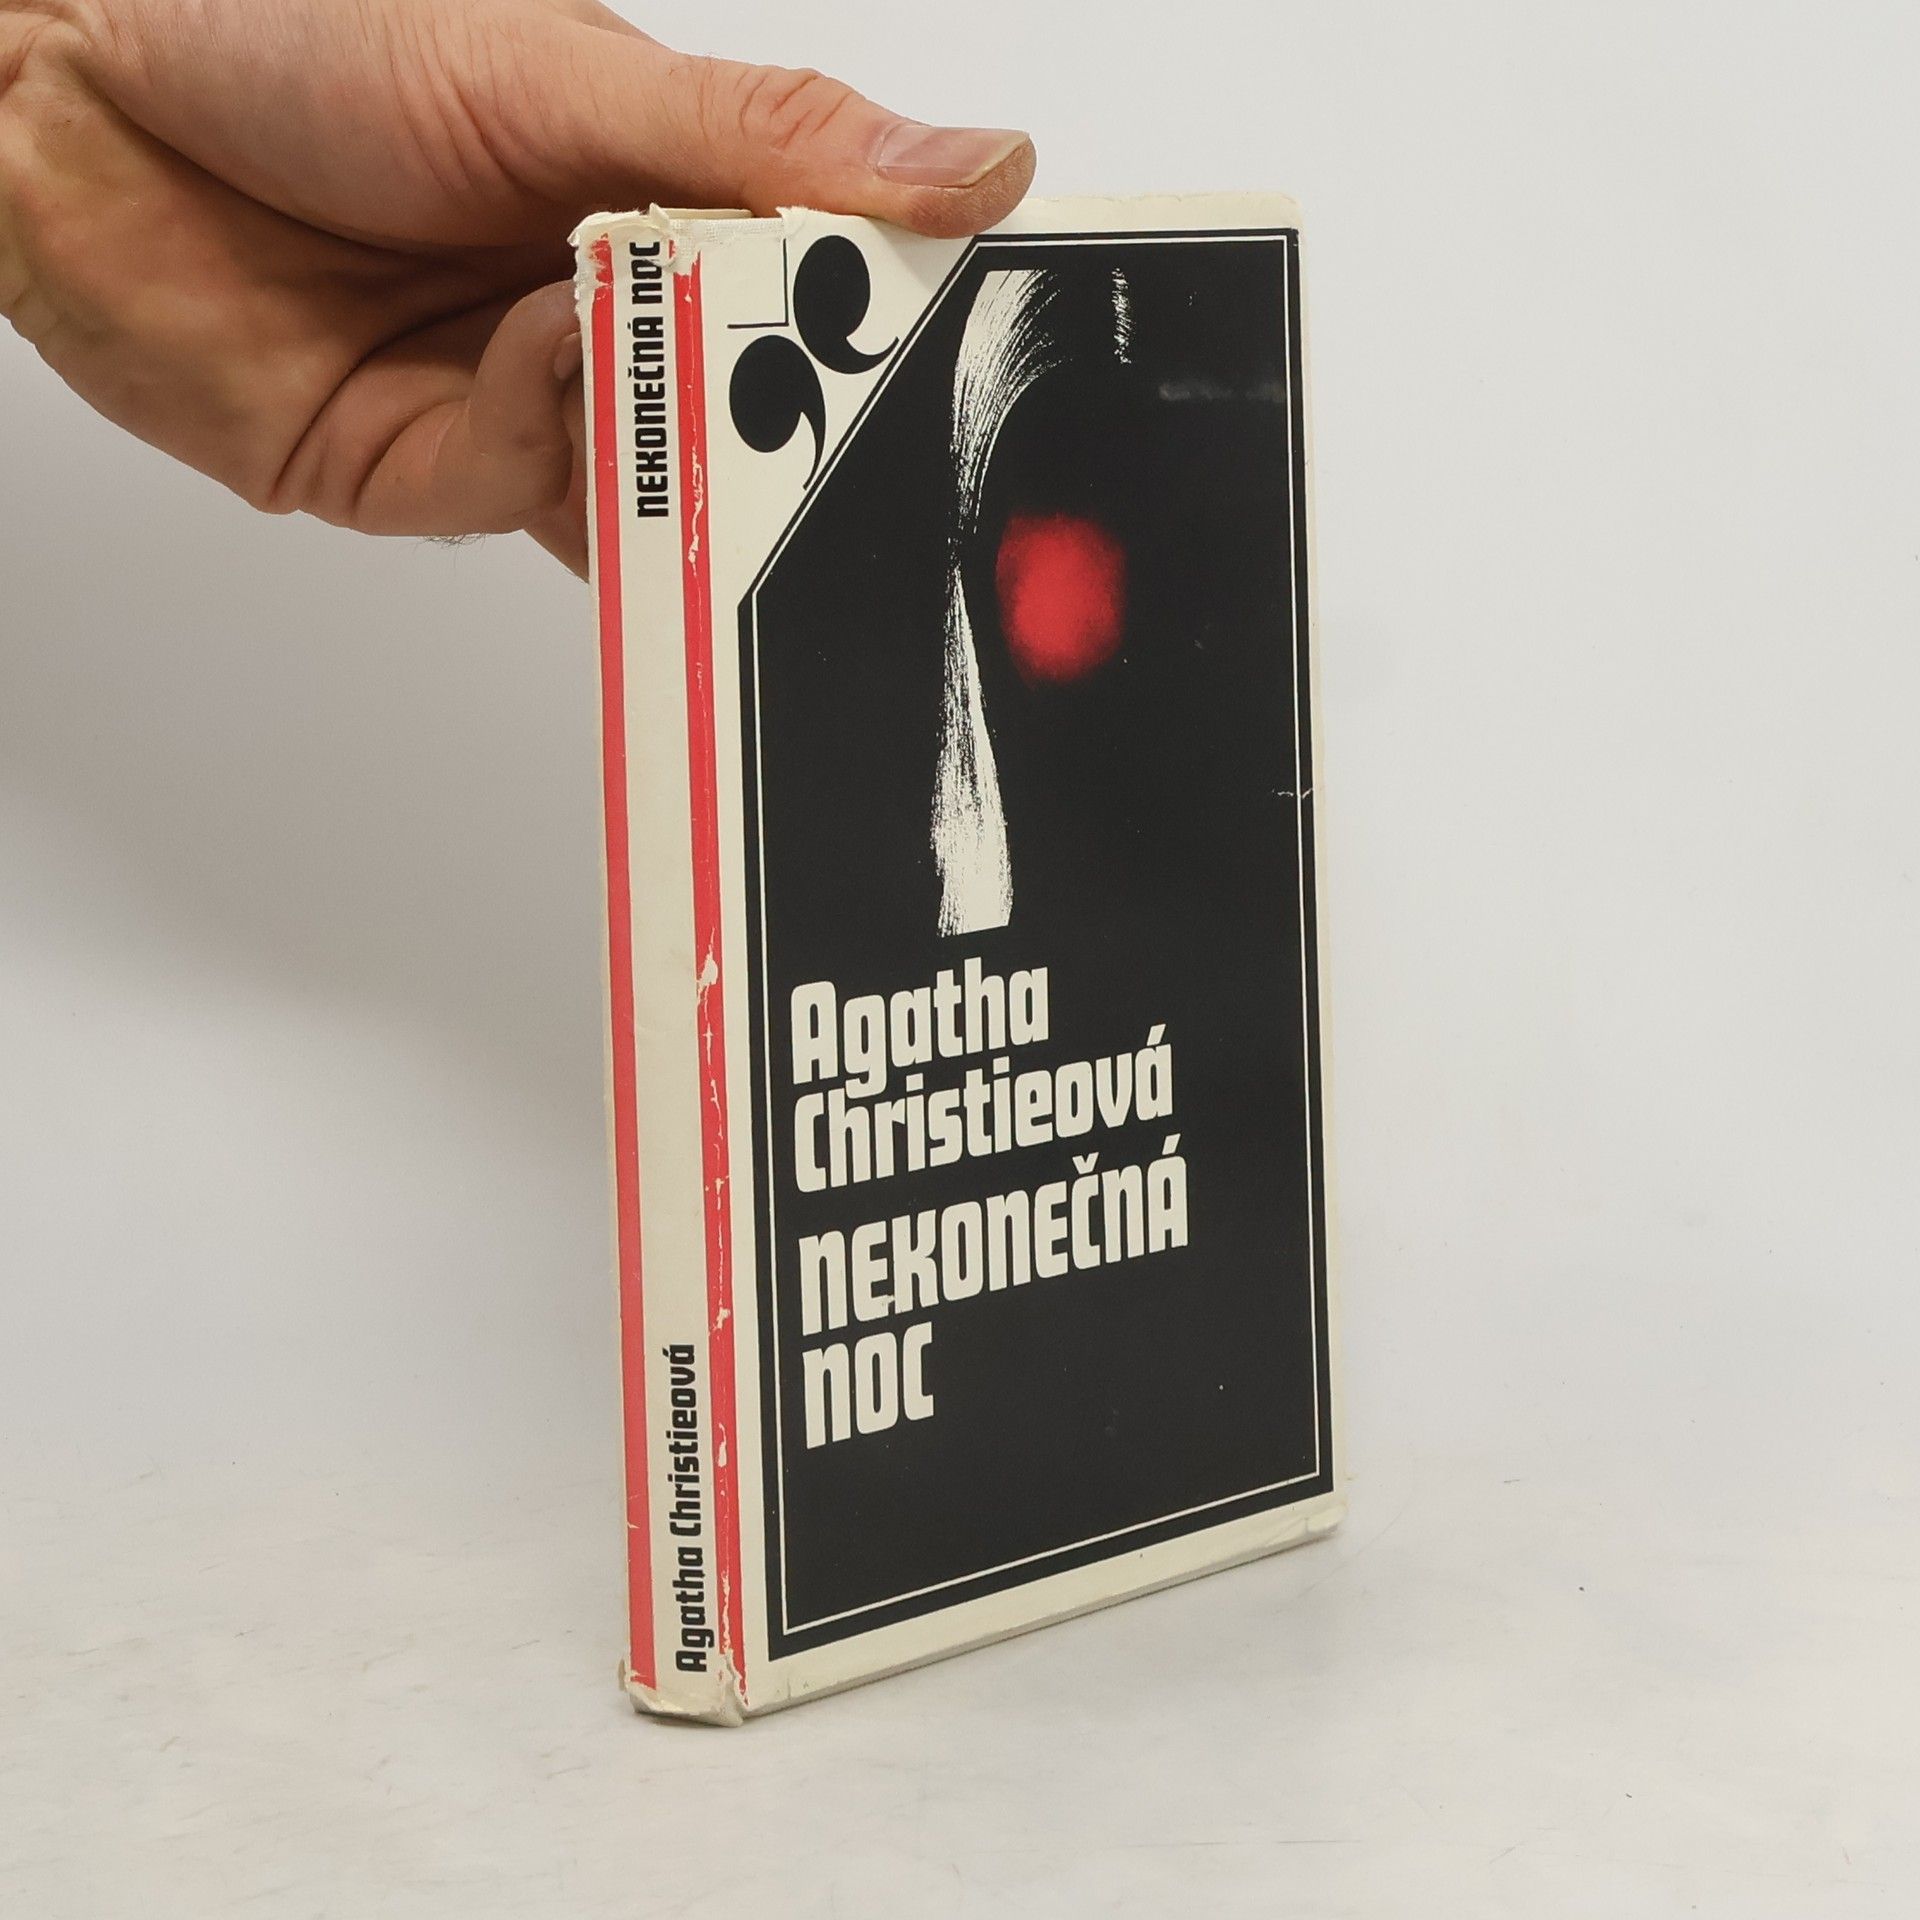 NEKONEČNÁ NOC
Agatha Christieová
Agatha
Christieová
NEKONEČNÁ
NOC